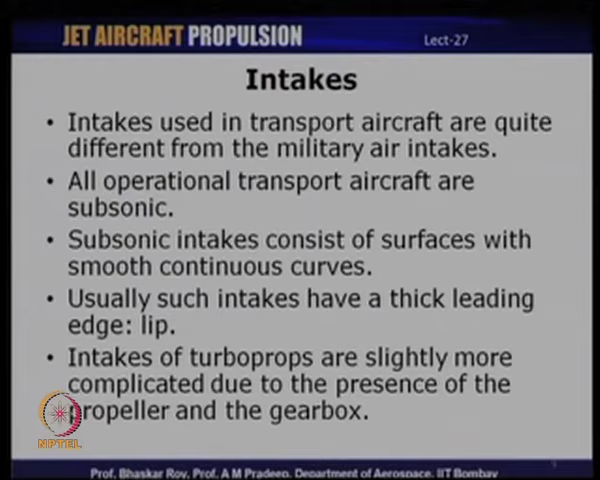 JET AIRCRAFT PROPULSION
Lect-27
Intakes
• Intakes used in transport aircraft are quite
different from the military air intakes.
• All operational transport aircraft are
subsonic.
• Subsonic intakes consist of surfaces with
smooth continuous curves.
• Usually such intakes have a thick leading
edge: lip.
• Intakes of turboprops are slightly more
complicated due to the presence of the
propeller and the gearbox.
NPTEL
Prof. Bhaskar Roy, Prof. A M Pradeep, Department of Aerospace, IIT Bombay